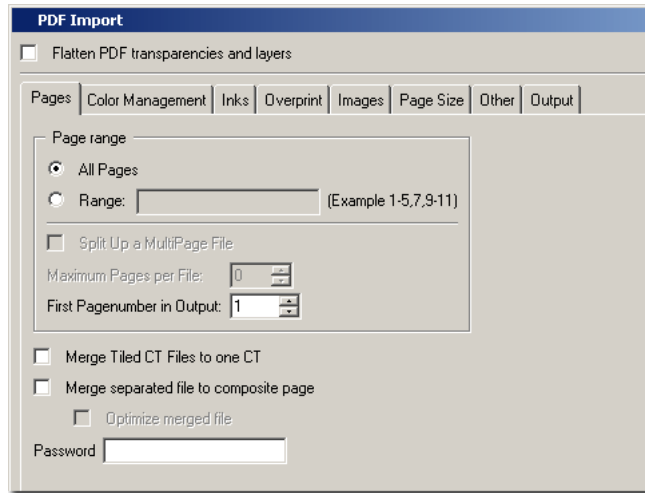 PDF Import
Flatten PDF transparencies and layers
Pages Color Management Inks Overprint Images Page Size Other Output
Page range
All Pages
Range: (Example 1-5,7,9-11)
Split Up a MultiPage File
Maximum Pages per File: 0
First Pagenumber in Output: 1
Merge Tiled CT Files to one CT
Merge separated file to composite page
Optimize merged file
Password